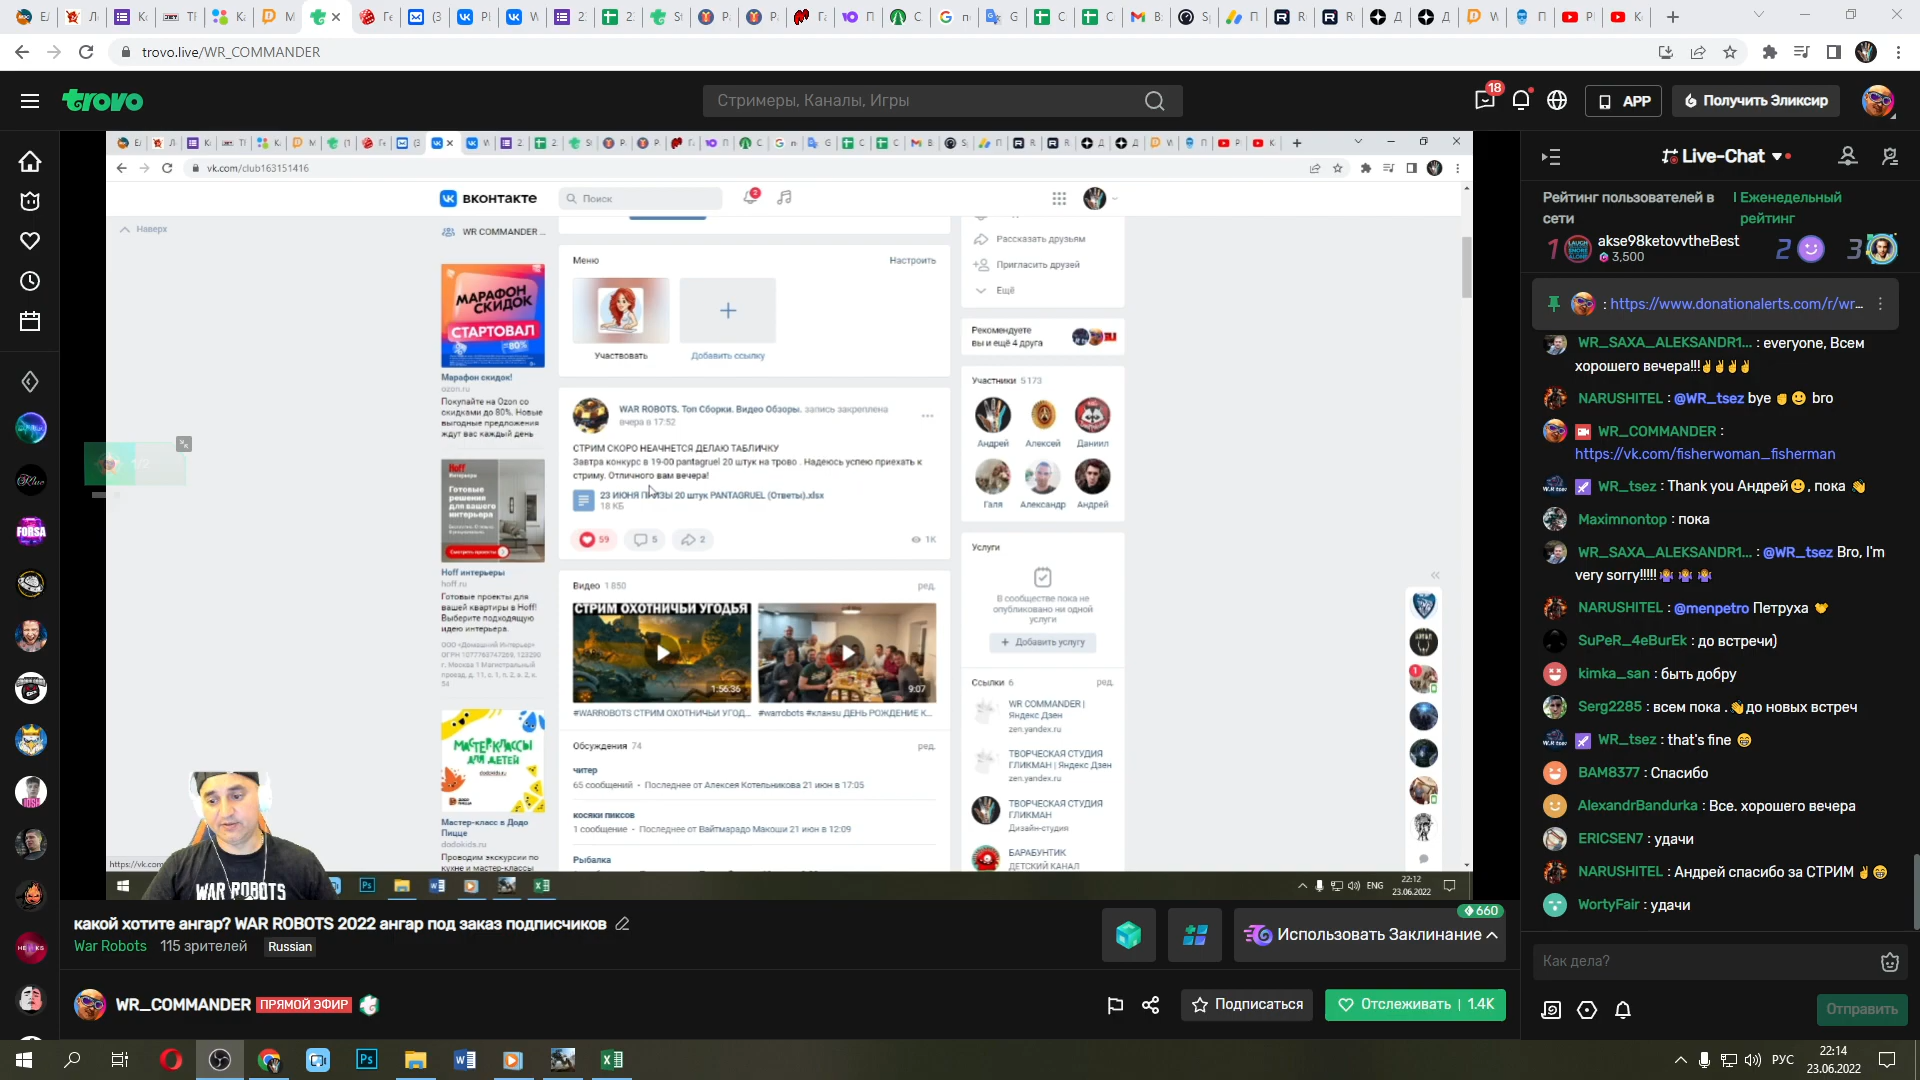 trovo.live/WR_COMMANDER
trovo
Стримеры, Каналы, Игры
18
APP
Получить Эликсир
vk.com/club163151416
вконтакте
Поиск
2
Наверх
WR COMMANDER ...
МАРАФОН СКИДОК
СТАРТОВАЛ
80%
Марафон скидок!
ozon.ru
Покупайте на Ozon со
скидками до 80%. Новые
выгодные предложения
ждут вас каждый день
Hoff
Готовые
решения
для вашего
интерьера
Hoff интерьеры
hoff.ru
Готовые проекты для
вашей квартиры в Hoff!
Выберите подходящую
идею интерьера.
МАСТЕР-КЛАССЫ
ДЛЯ ДЕТЕЙ
dodokids.ru
Мастер-класс в Додо
Пицце
dodokids.ru
Проводим экскурсии по
кухне и мастер-классы
Меню
Настроить
Участвовать
Добавить ссылку
WAR ROBOTS. Топ Сборки. Видео Обзоры. запись закреплена
вчера в 17:52
СТРИМ СКОРО НЕАЧНЕТСЯ ДЕЛАЮ ТАБЛИЧКУ
Завтра конкурс в 19-00 pantagruel 20 штук на трово . Надеюсь успею приехать к
стриму. Отличного вам вечера!
23 ИЮНЯ ПРИЗЫ 20 штук PANTAGRUEL (Ответы).xlsx
18 КБ
59
5
2
1K
Видео 1 850
ред.
СТРИМ ОХОТНИЧЬИ УГОДЬЯ
1:56:36
9:07
#WARROBOTS СТРИМ ОХОТНИЧЬИ УГОД...
#warrobots #кланsu ДЕНЬ РОЖДЕНИЕ К...
Обсуждения 74
ред.
читер
65 сообщений • Последнее от Алексея Котельникова 21 июн в 17:05
косяки пиксов
1 сообщение • Последнее от Вайтмарадо Макоши 21 июн в 12:09
Рыбалка
Рассказать друзьям
Пригласить друзей
Ещё
Рекомендуете
вы и ещё 4 друга
Участники 5 173
Андрей
Алексей
Даниил
Галя
Александр
Андрей
Услуги
В сообществе пока не
опубликовано ни одной
услуги
+ Добавить услугу
Ссылки 6
ред.
WR COMMANDER |
Яндекс Дзен
zen.yandex.ru
ТВОРЧЕСКАЯ СТУДИЯ
ГЛИКМАН | Яндекс Дзен
zen.yandex.ru
ТВОРЧЕСКАЯ СТУДИЯ
ГЛИКМАН
Дизайн-студия
БАРАБУНТИК
ДЕТСКИЙ КАНАЛ
1
https://vk.com
WAR ROBOTS
ENG
22:12
23.06.2022
какой хотите ангар? WAR ROBOTS 2022 ангар под заказ подписчиков
War Robots
115 зрителей
Russian
660
Использовать Заклинание
WR_COMMANDER
ПРЯМОЙ ЭФИР
Подписаться
Отслеживать | 1.4K
Live-Chat
Рейтинг пользователей в
сети
Еженедельный
рейтинг
1
akse98ketovvtheBest
3,500
2
3
: https://www.donationalerts.com/r/wr...
WR_SAXA_ALEKSANDR1... : everyone, Всем
хорошего вечера!!!✌✌✌✌
NARUSHITEL : @WR_tsez bye bro
WR_COMMANDER :
https://vk.com/fisherwoman_fisherman
WR_tsez : Thank you Андрей, пока
Maximnontop : пока
WR_SAXA_ALEKSANDR1... : @WR_tsez Bro, I'm
very sorry!!!!!
NARUSHITEL : @menpetro Петруха
SuPeR_4eBurEk : до встречи)
kimka_san : быть добру
Serg2285 : всем пока . до новых встреч
WR_tsez : that's fine
BAM8377 : Спасибо
AlexandrBandurka : Все. хорошего вечера
ERICSEN7 : удачи
NARUSHITEL : Андрей спасибо за СТРИМ
WortyFair : удачи
Как дела?
Отправить
РУС
22:14
23.06.2022